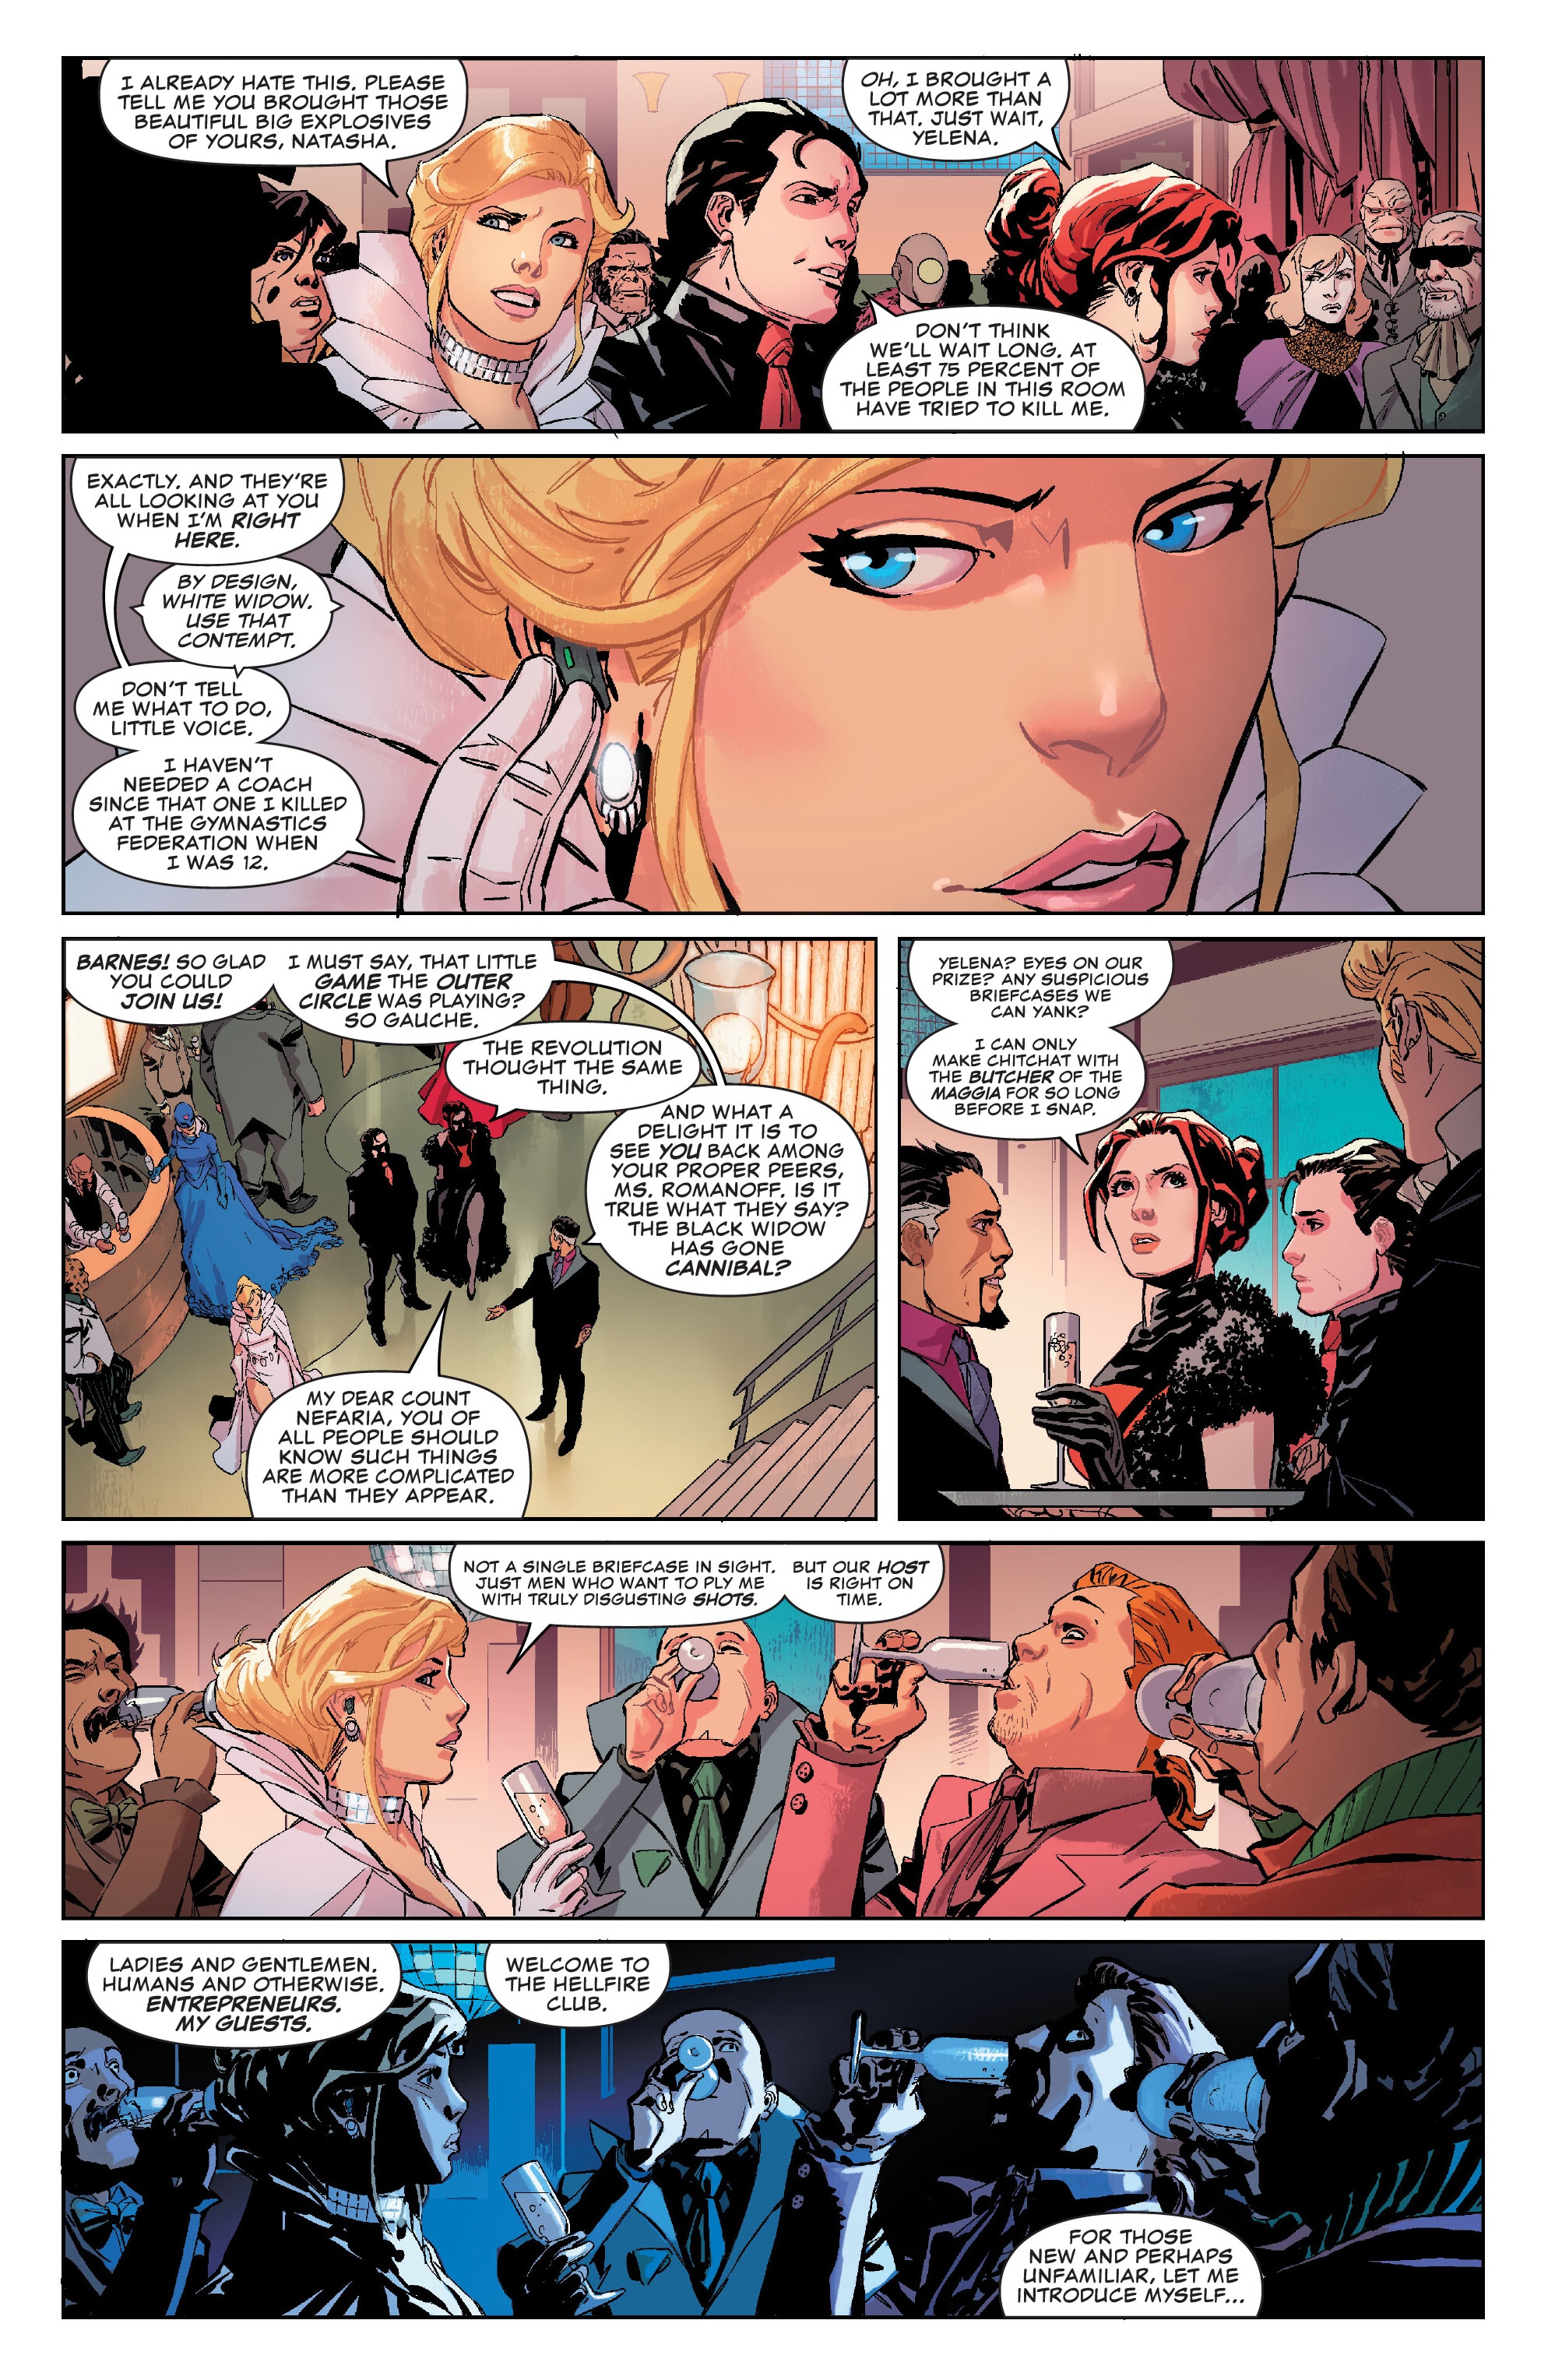 I ALREADY HATE THIS. PLEASE
TELL ME YOU BROUGHT THOSE
BEAUTIFUL BIG EXPLOSIVES
OF YOURS, NATASHA.
OH, I BROUGHT A
LOT MORE THAN
THAT. JUST WAIT,
YELENA.
DON'T THINK
WE'LL WAIT LONG. AT
LEAST 75 PERCENT OF
THE PEOPLE IN THIS ROOM
HAVE TRIED TO KILL ME.
EXACTLY. AND THEY'RE
ALL LOOKING AT YOU
WHEN I'M RIGHT
HERE.
BY DESIGN,
WHITE WIDOW.
USE THAT
CONTEMPT.
DON'T TELL
ME WHAT TO DO,
LITTLE VOICE.
I HAVEN'T
NEEDED A COACH
SINCE THAT ONE I KILLED
AT THE GYMNASTICS
FEDERATION WHEN
I WAS 12.
BARNES! SO GLAD
YOU COULD
JOIN US!
I MUST SAY, THAT LITTLE
GAME THE OUTER
CIRCLE WAS PLAYING?
SO GAUCHE.
THE REVOLUTION
THOUGHT THE SAME
THING.
AND WHAT A
DELIGHT IT IS TO
SEE YOU BACK AMONG
YOUR PROPER PEERS,
MS. ROMANOFF. IS IT
TRUE WHAT THEY SAY?
THE BLACK WIDOW
HAS GONE
CANNIBAL?
MY DEAR COUNT
NEFARIA, YOU OF
ALL PEOPLE SHOULD
KNOW SUCH THINGS
ARE MORE COMPLICATED
THAN THEY APPEAR.
YELENA? EYES ON OUR
PRIZE? ANY SUSPICIOUS
BRIEFCASES WE
CAN YANK?
I CAN ONLY
MAKE CHITCHAT WITH
THE BUTCHER OF THE
MAGGIA FOR SO LONG
BEFORE I SNAP.
NOT A SINGLE BRIEFCASE IN SIGHT.
JUST MEN WHO WANT TO PLY ME
WITH TRULY DISGUSTING SHOTS.
BUT OUR HOST
IS RIGHT ON
TIME.
LADIES AND GENTLEMEN.
HUMANS AND OTHERWISE.
ENTREPRENEURS.
MY GUESTS.
WELCOME TO
THE HELLFIRE
CLUB.
FOR THOSE
NEW AND PERHAPS
UNFAMILIAR, LET ME
INTRODUCE MYSELF...